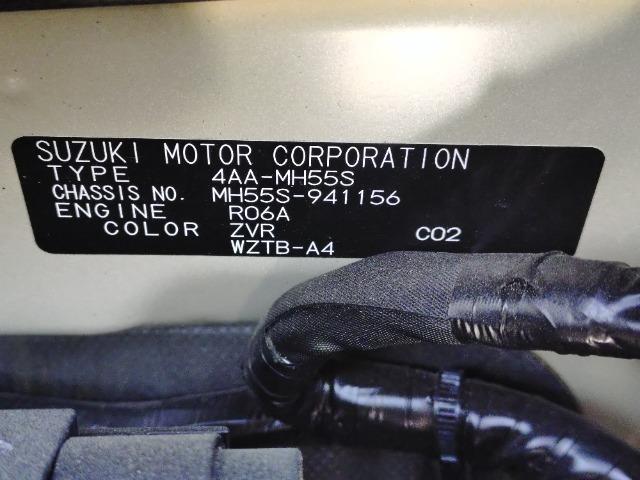 SUZUKI MOTOR CORPORATION
TYPE 4AA-MH55S
CHASSIS NO. MH55S-941156
ENGINE R06A
COLOR ZVR C02
WZTB-A4